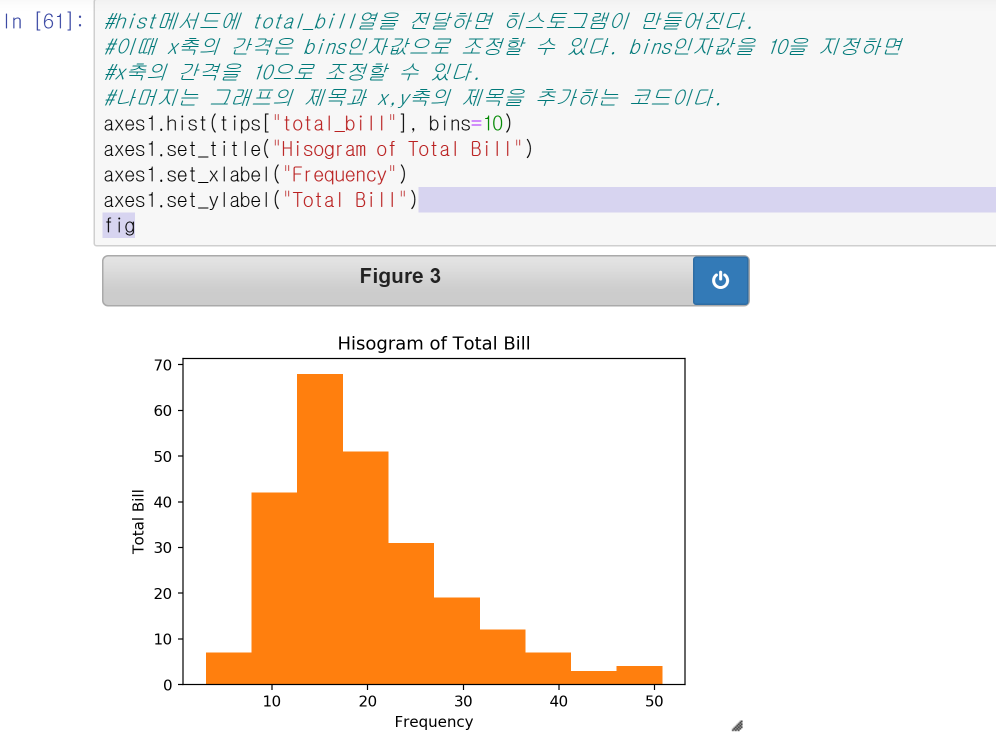 In [61]:
#hist메서드에 total_bill열을 전달하면 히스토그램이 만들어진다.
#이때 x축의 간격은 bins인자값으로 조정할 수 있다. bins인자값을 10을 지정하면
#x축의 간격을 10으로 조정할 수 있다.
#나머지는 그래프의 제목과 x,y축의 제목을 추가하는 코드이다.
axes1.hist(tips["total_bill"], bins=10)
axes1.set_title("Hisogram of Total Bill")
axes1.set_xlabel("Frequency")
axes1.set_ylabel("Total Bill")
fig
Figure 3
Hisogram of Total Bill
70
60
50
40
30
20
10
0
Total Bill
10 20 30 40 50
Frequency